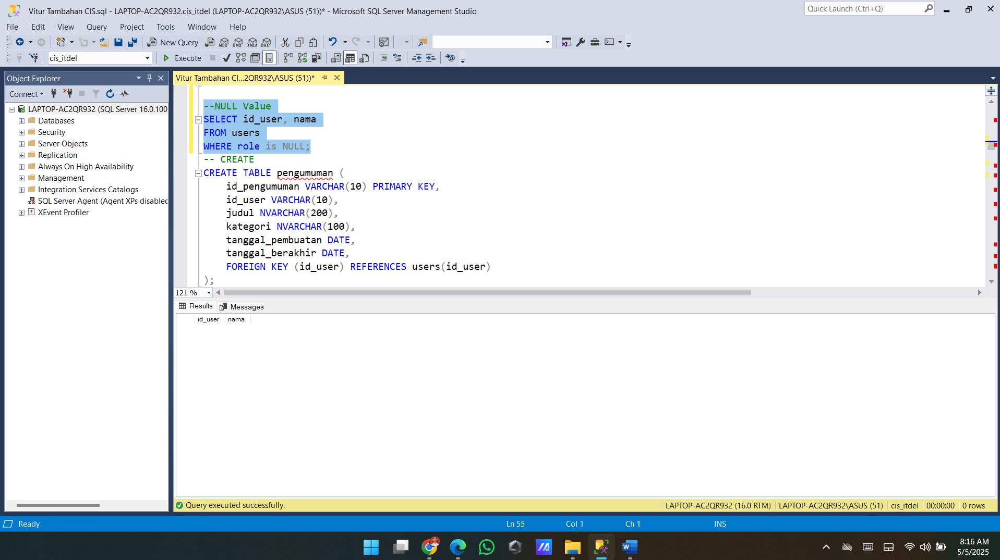 Vitur Tambahan CIS.sql - LAPTOP-AC2QR932.cis_itdel (LAPTOP-AC2QR932\ASUS (51))* - Microsoft SQL Server Management Studio
Quick Launch (Ctrl+Q)
File Edit View Query Project Tools Window Help
New Query MDX DMX XMLA DAX
cis_itdel Execute
Object Explorer
Vitur Tambahan CI...2QR932\ASUS (51))*
Connect
LAPTOP-AC2QR932 (SQL Server 16.0.100
Databases
Security
Server Objects
Replication
Always On High Availability
Management
Integration Services Catalogs
SQL Server Agent (Agent XPs disabled
XEvent Profiler
--NULL Value
SELECT id_user, nama
FROM users
WHERE role is NULL;
-- CREATE
CREATE TABLE pengumuman (
id_pengumuman VARCHAR(10) PRIMARY KEY,
id_user VARCHAR(10),
judul NVARCHAR(200),
kategori NVARCHAR(100),
tanggal_pembuatan DATE,
tanggal_berakhir DATE,
FOREIGN KEY (id_user) REFERENCES users(id_user)
);
121 %
Results Messages
id_user nama
Query executed successfully.
LAPTOP-AC2QR932 (16.0 RTM) LAPTOP-AC2QR932\ASUS (51) cis_itdel 00:00:00 0 rows
Ready Ln 55 Col 1 Ch 1 INS
8:16 AM
5/5/2025